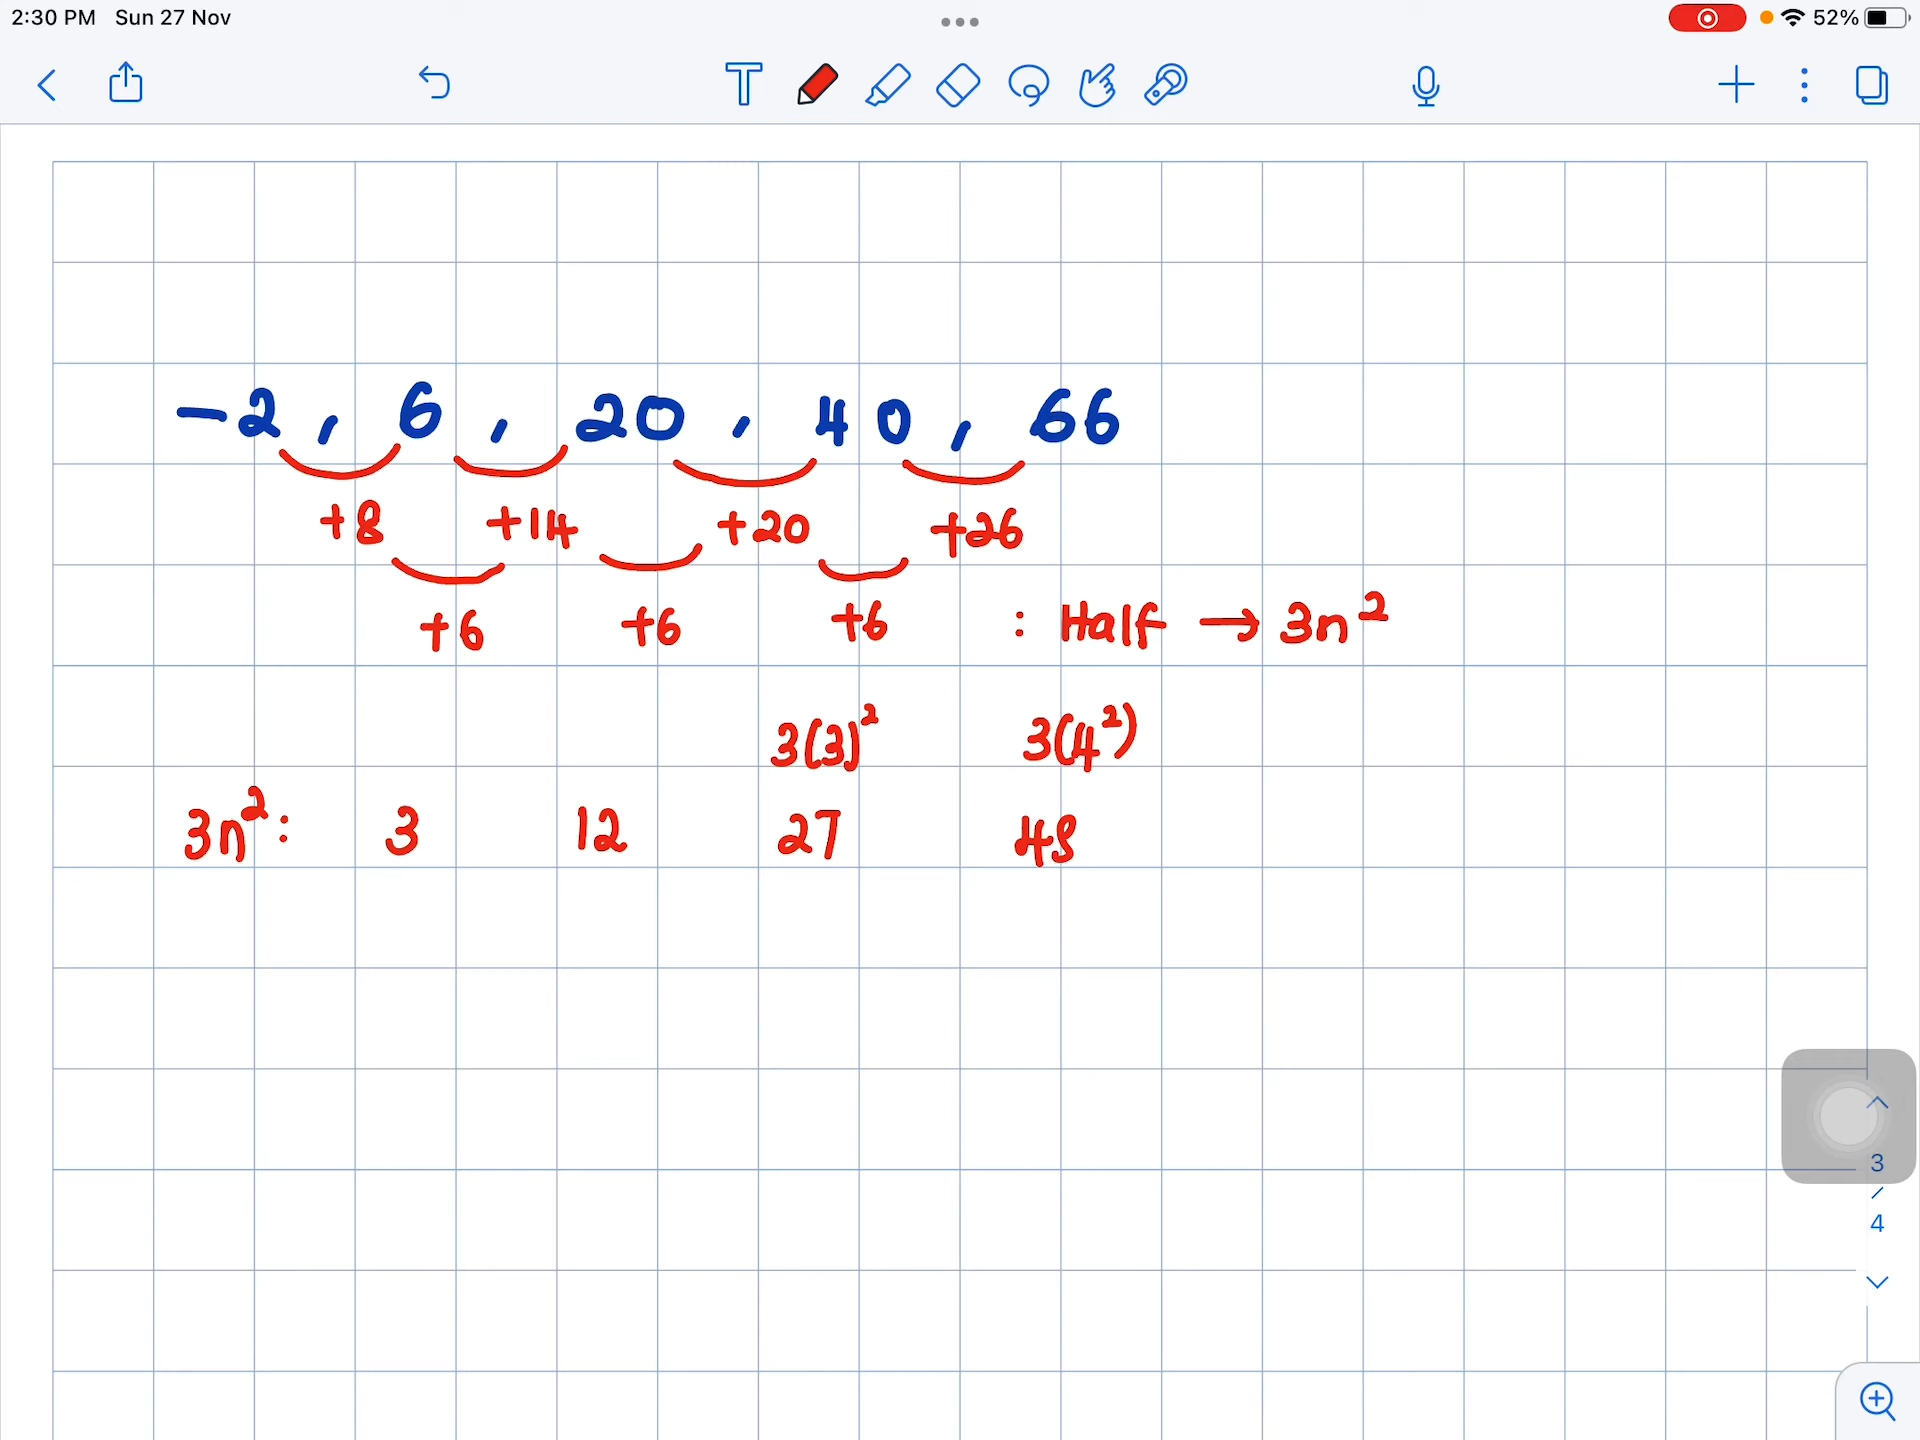 2:30 PM Sun 27 Nov
52%
T
-2 , 6 , 20 , 40 , 66
+8 +14 +20 +26
+6 +6 +6 : Half → 3n²
3(3)² 3(4²)
3n²: 3 12 27 48
3
/
4